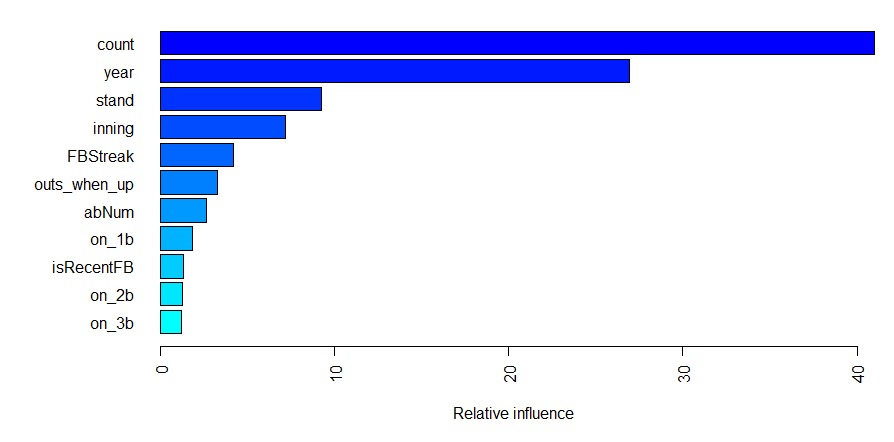 count
year
stand
inning
FBStreak
outs_when_up
abNum
on_1b
isRecentFB
on_2b
on_3b
0 10 20 30 40
Relative influence